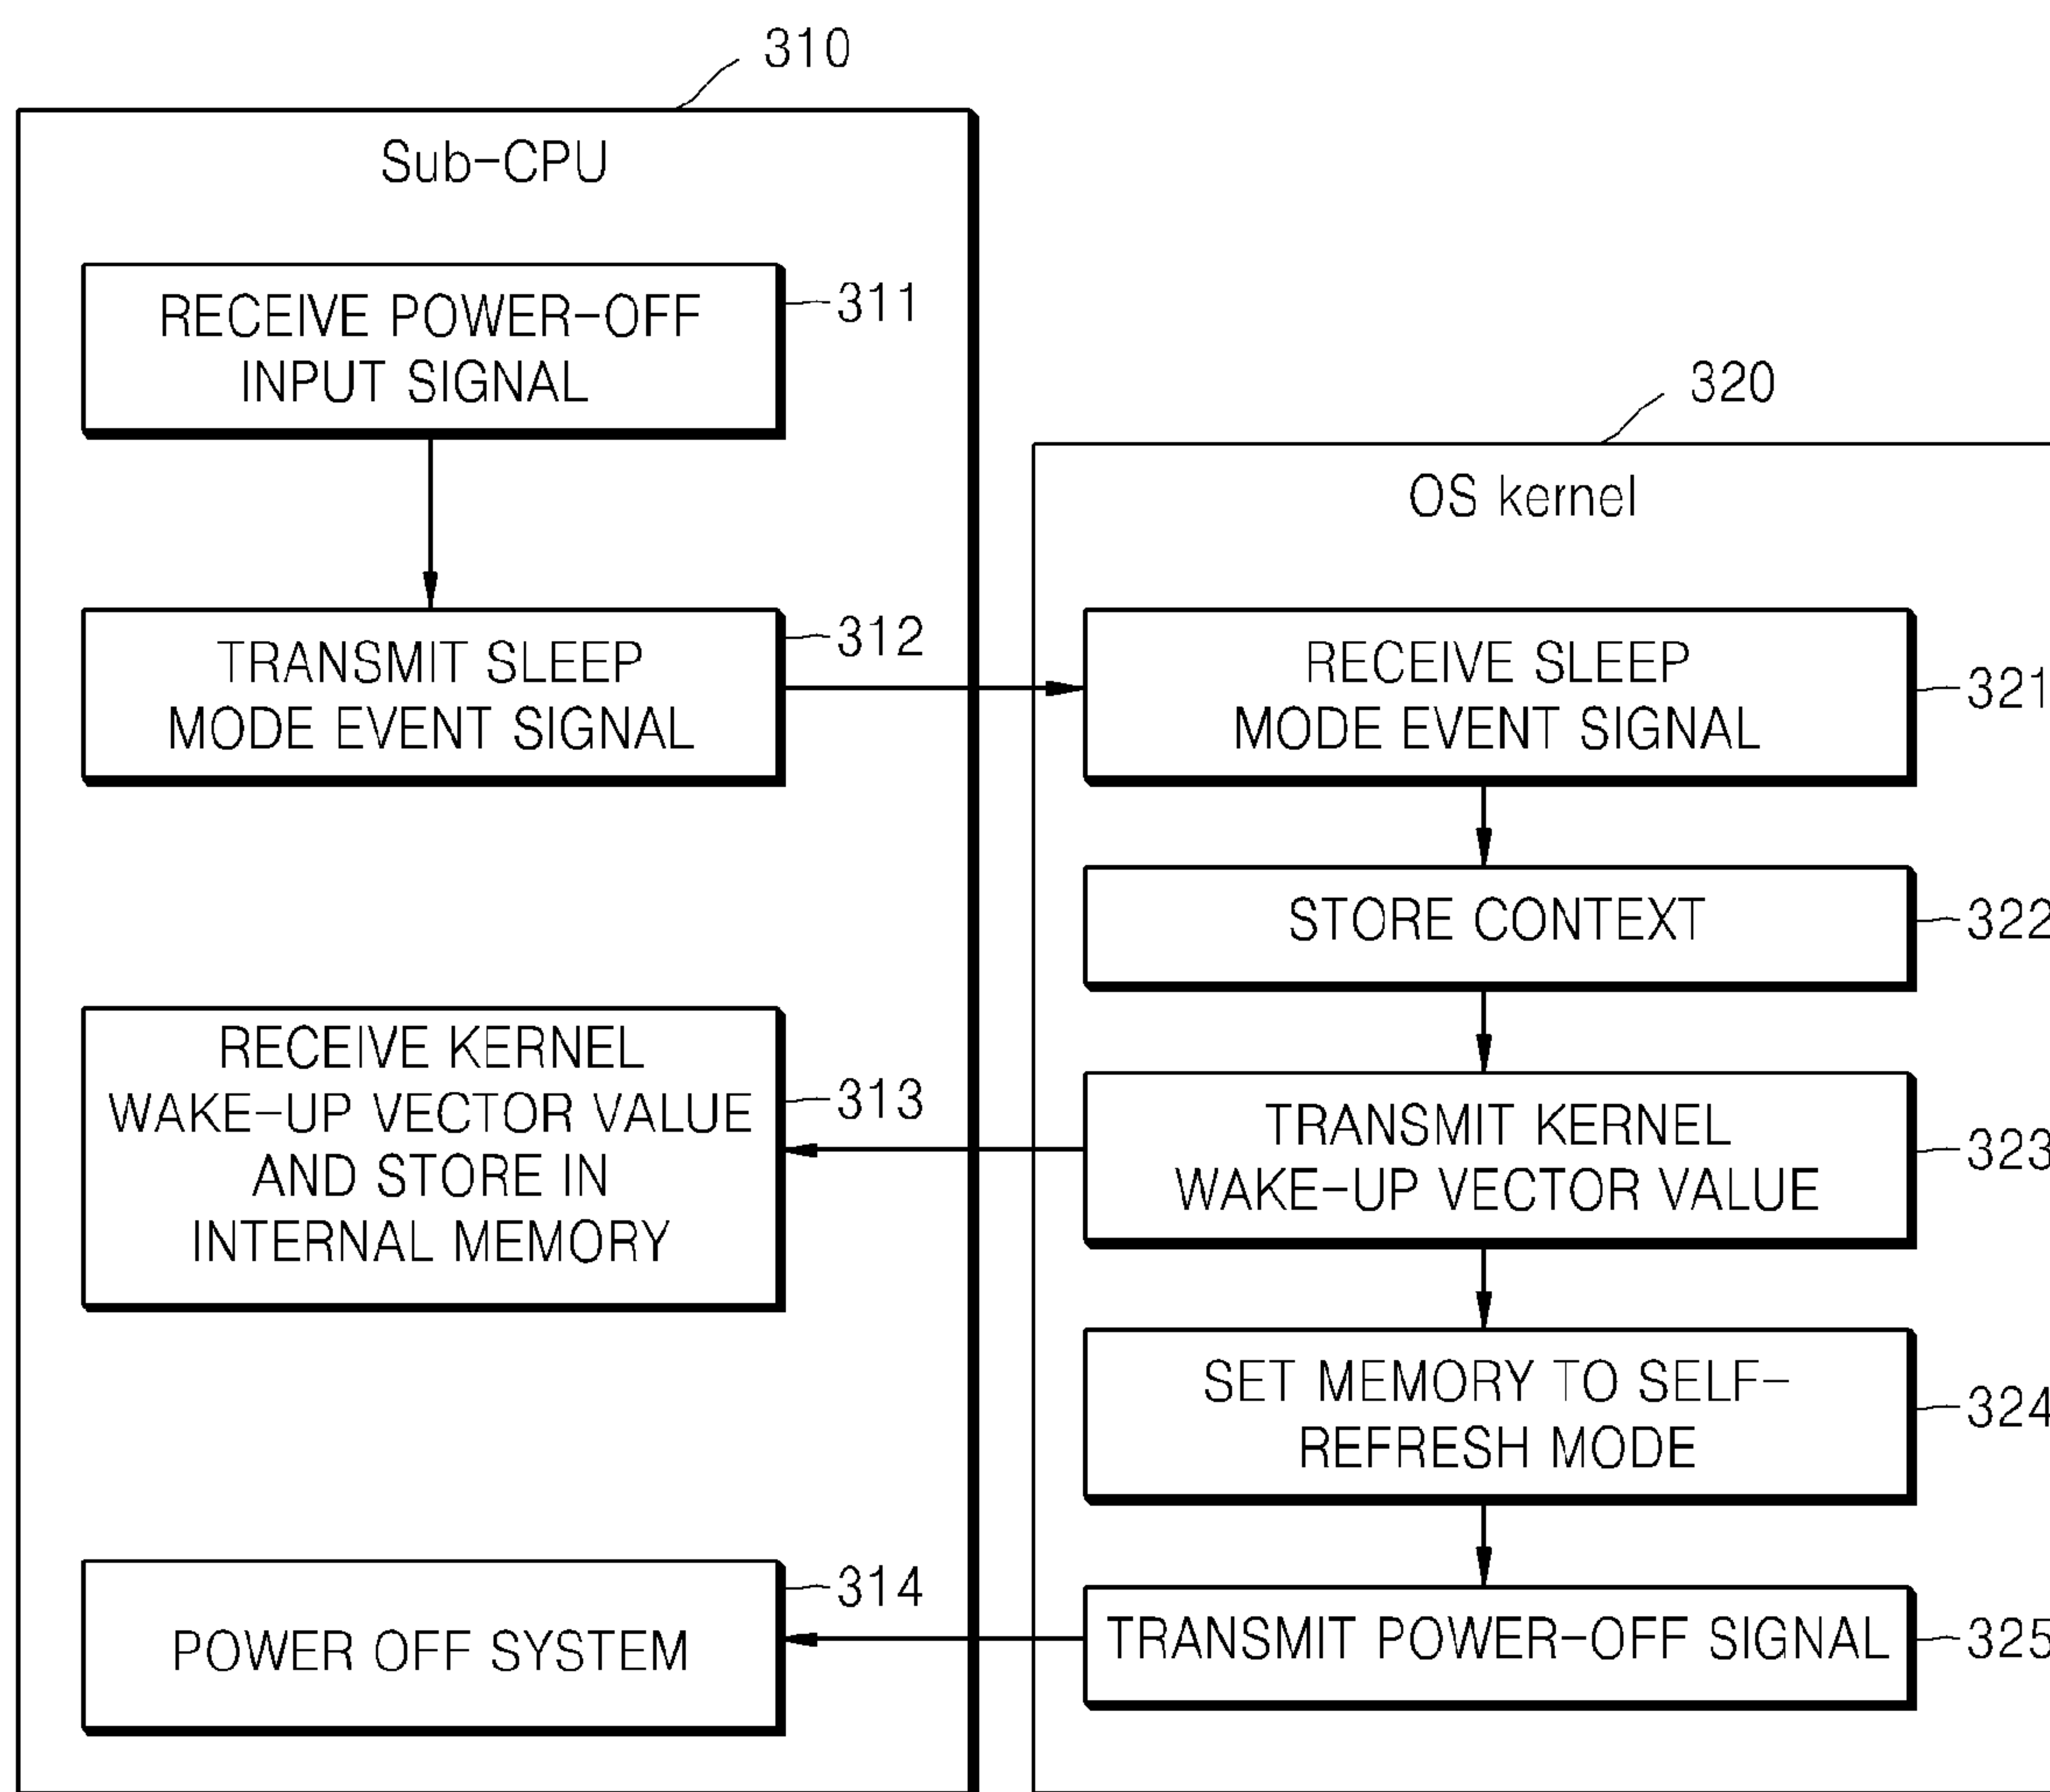 310
Sub-CPU
RECEIVE POWER-OFF
INPUT SIGNAL
311
TRANSMIT SLEEP
MODE EVENT SIGNAL
312
RECEIVE KERNEL
WAKE-UP VECTOR VALUE
AND STORE IN
INTERNAL MEMORY
313
POWER OFF SYSTEM
314
320
OS kernel
RECEIVE SLEEP
MODE EVENT SIGNAL
321
STORE CONTEXT
322
TRANSMIT KERNEL
WAKE-UP VECTOR VALUE
323
SET MEMORY TO SELF-
REFRESH MODE
324
TRANSMIT POWER-OFF SIGNAL
325